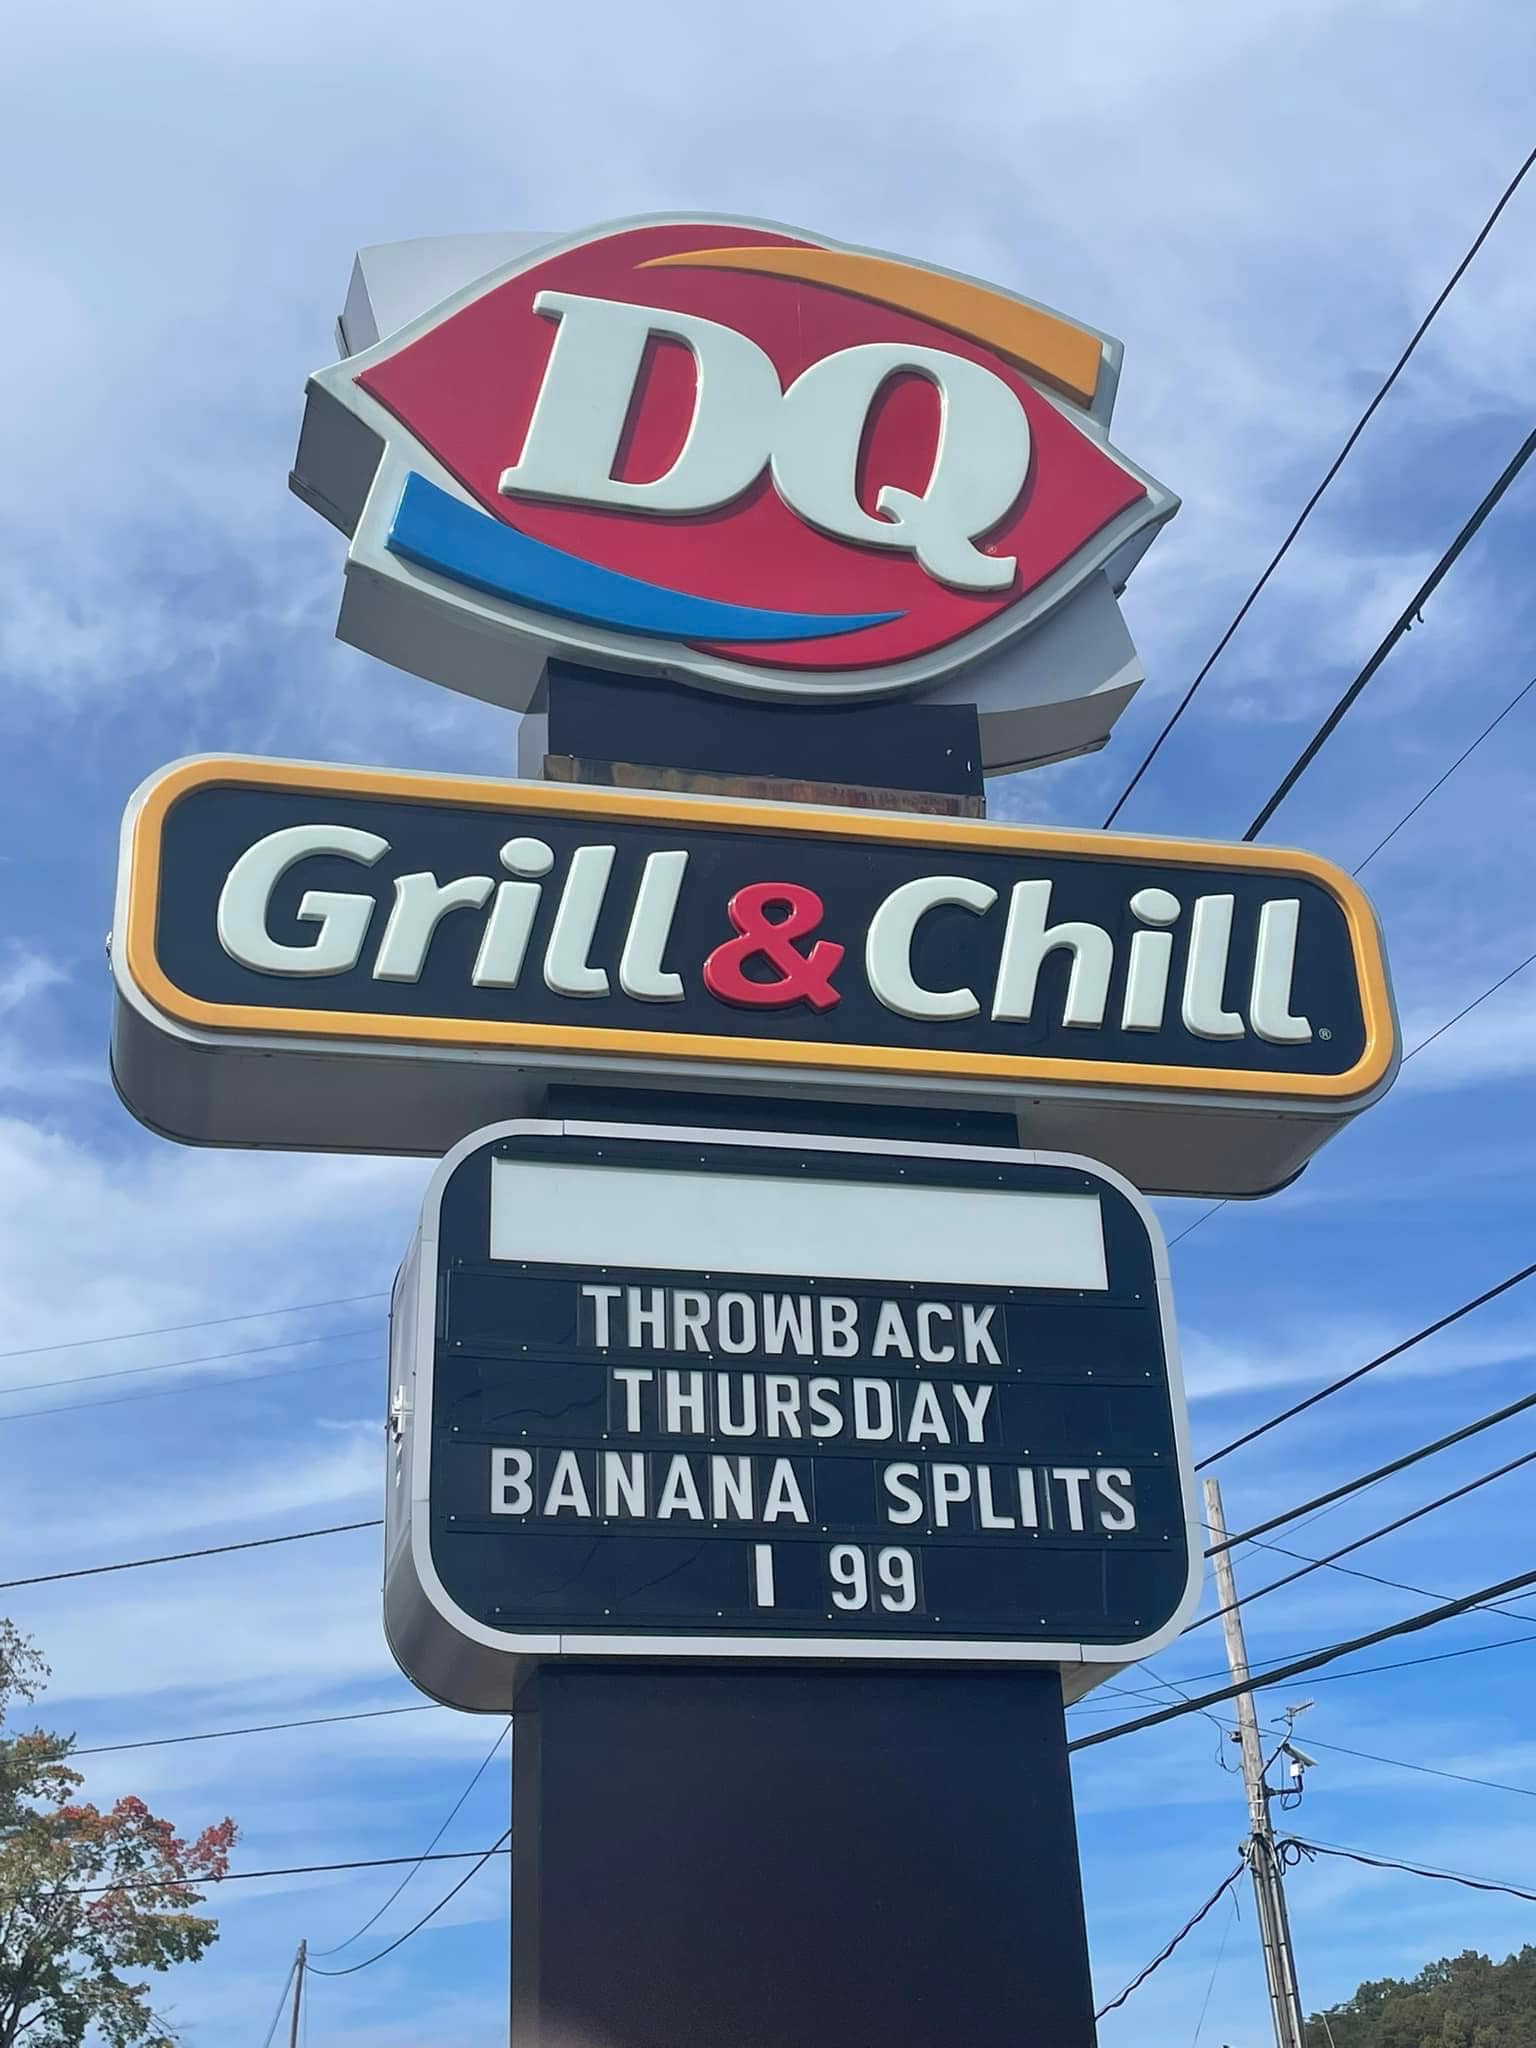 DQ®
Grill & Chill®
THROWBACK
THURSDAY
BANANA SPLITS
1 99